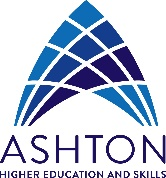 ASHTON
HIGHER EDUCATION AND SKILLS